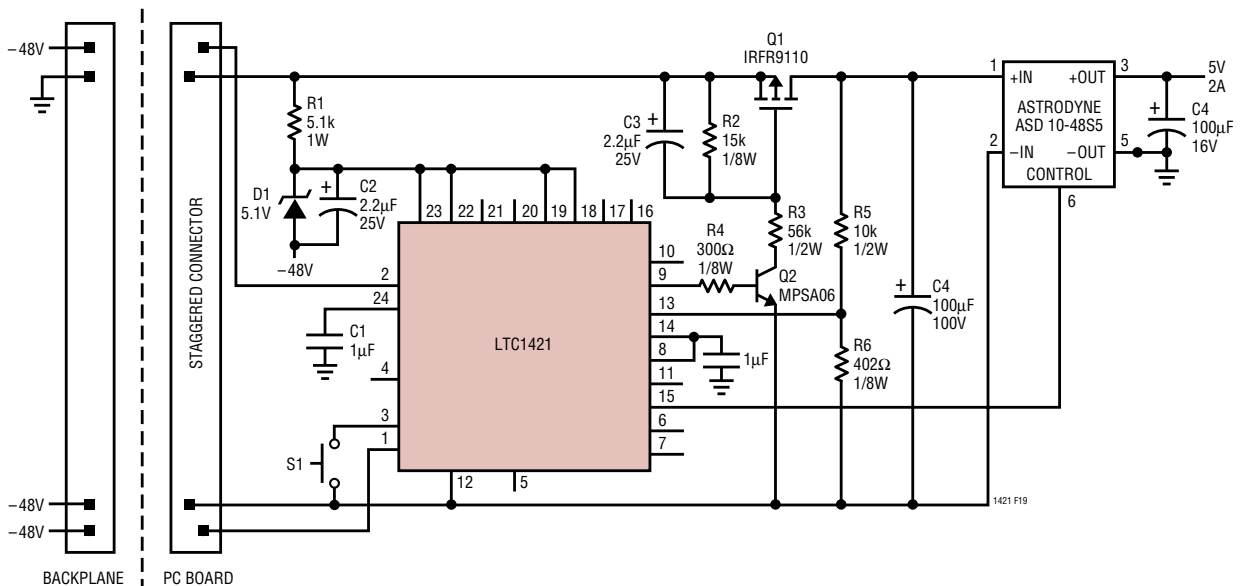 –48V
–48V
–48V
BACKPLANE
STAGGERED CONNECTOR
PC BOARD
R1
5.1k
1W
D1
5.1V
+
C2
2.2µF
25V
–48V
C1
1µF
S1
23
22
21
20
19
18
17
16
2
24
4
3
1
12
5
LTC1421
10
9
13
14
8
11
15
6
7
C3
2.2µF
25V
+
R2
15k
1/8W
Q1
IRFR9110
R3
56k
1/2W
R4
300Ω
1/8W
Q2
MPSA06
1µF
R5
10k
1/2W
R6
402Ω
1/8W
+
C4
100µF
100V
1
+IN
+OUT
3
ASTRODYNE
ASD 10-48S5
2
–IN
–OUT
5
CONTROL
6
5V
2A
+
C4
100µF
16V
1421 F19